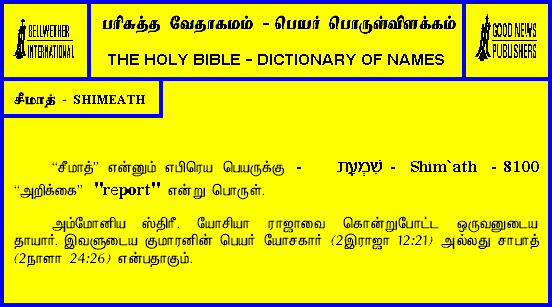 BELLWETHER
INTERNATIONAL
பரிசுத்த வேதாகமம் - பெயர் பொருள்விளக்கம்
THE HOLY BIBLE - DICTIONARY OF NAMES
GOOD NEWS
PUBLISHERS
சீமாத் - SHIMEATH
“சீமாத்” என்னும் எபிரெய பெயருக்கு - שִׁמְעָת - Shim`ath - 8100
“அறிக்கை” "report" என்று பொருள்.
அம்மோனிய ஸ்திரீ. யோசியா ராஜாவை கொன்றுபோட்ட ஒருவனுடைய
தாயார். இவளுடைய குமாரனின் பெயர் யோசகார் (2இராஜா 12:21) அல்லது சாபாத்
(2நாளா 24:26) என்பதாகும்.